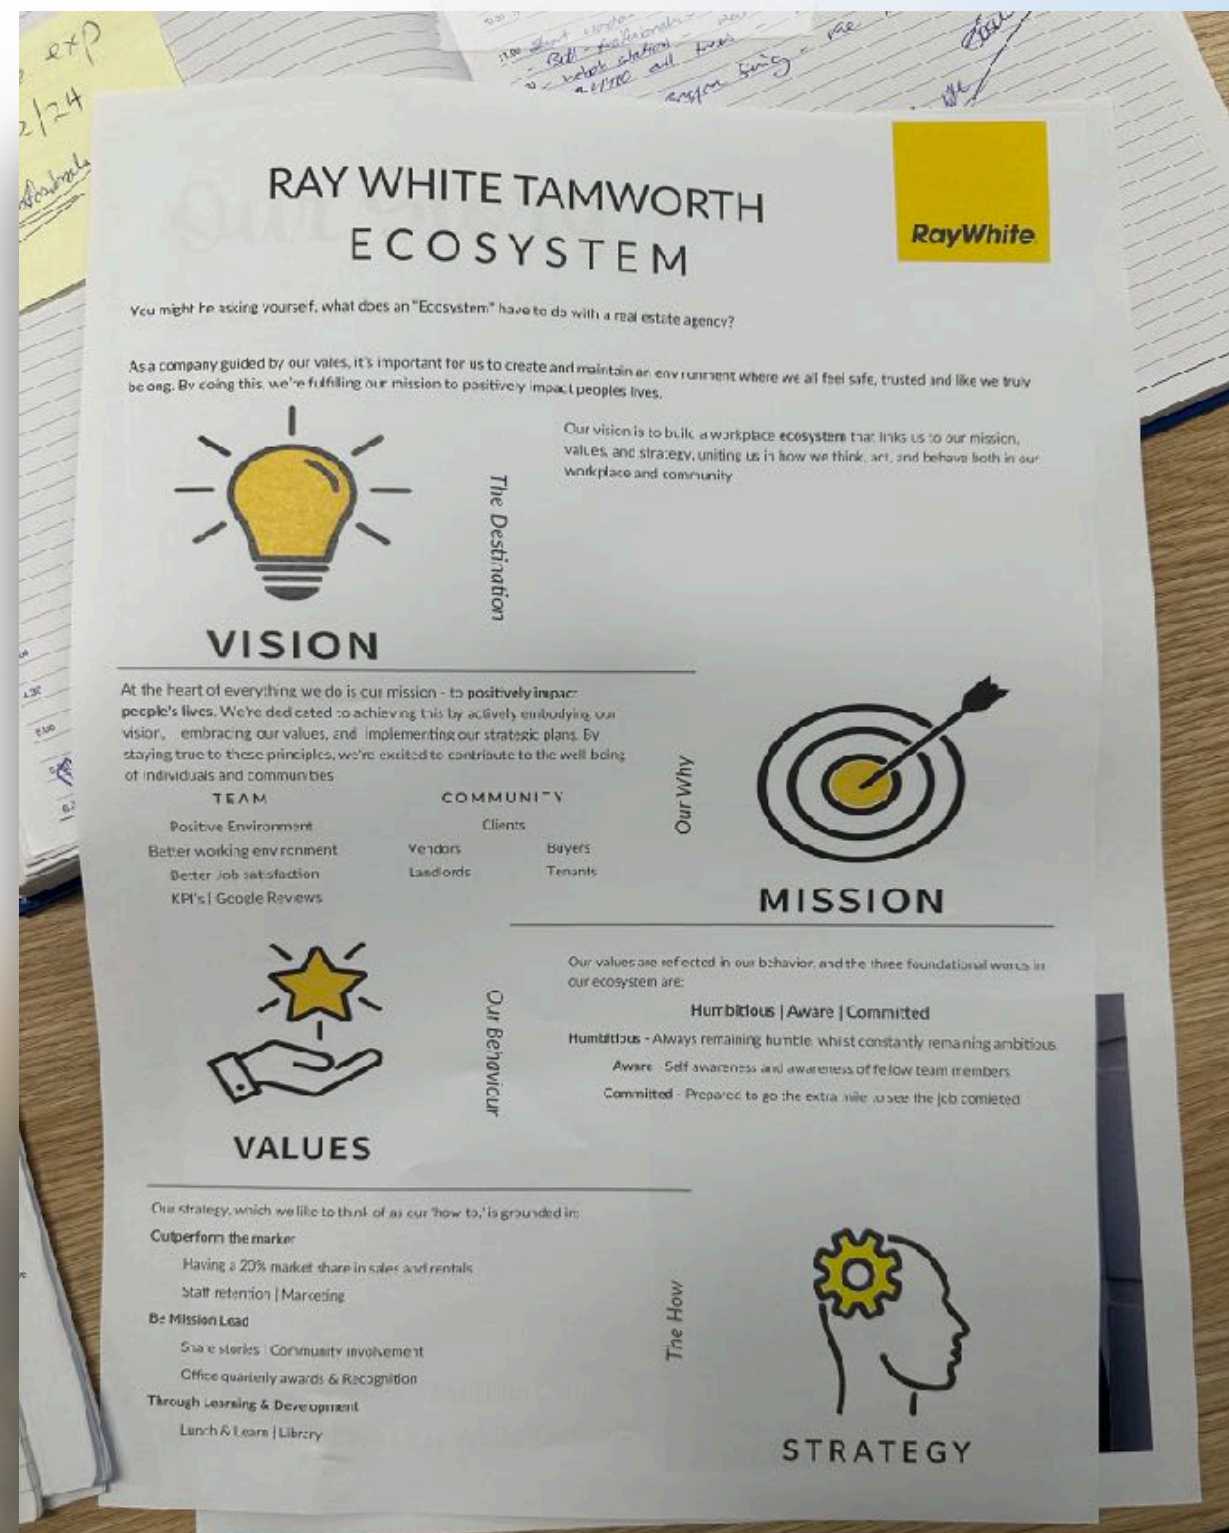 exp
/24
RAY WHITE TAMWORTH
ECOSYSTEM
RayWhite
You might be asking yourself, what does an "Ecosystem" have to do with a real estate agency?
As a company guided by our vales, it's important for us to create and maintain an environment where we all feel safe, trusted and like we truly
belong. By doing this, we're fulfilling our mission to positively impact peoples lives.
Our vision is to build a workplace ecosystem that links us to our mission,
values, and strategy, uniting us in how we think, act, and behave both in our
workplace and community
The Destination
VISION
At the heart of everything we do is our mission - to positively impact
people's lives. We're dedicated to achieving this by actively embodying our
vision, embracing our values, and implementing our strategic plans. By
staying true to these principles, we're excited to contribute to the well being
of individuals and communities
TEAM
Positive Environment
Better working environment
Better Job satisfaction
KPI's | Google Reviews
COMMUNITY
Clients
Vendors Buyers
Landlords Tenants
Our Why
MISSION
Our values are reflected in our behavior, and the three foundational words in
our ecosystem are:
Humbitious | Aware | Committed
Humbitious - Always remaining humble, whilst constantly remaining ambitious
Aware - Self awareness and awareness of fellow team members
Committed - Prepared to go the extra mile to see the job comleted
Our Behaviour
VALUES
Our strategy, which we like to think of as our 'how to,' is grounded in:
Outperform the market
Having a 20% market share in sales and rentals
Staff retention | Marketing
Be Mission Lead
Share stories | Community involvement
Office quarterly awards & Recognition
Through Learning & Development
Lunch & Learn | Library
The How
STRATEGY